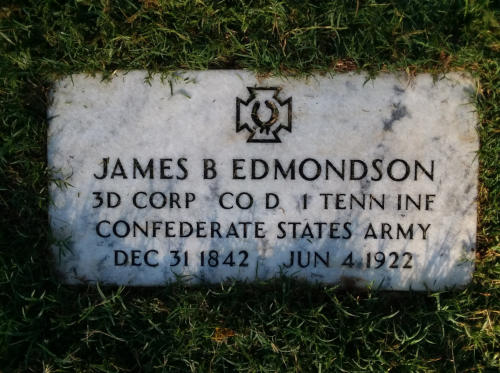 JAMES B EDMONDSON
3D CORP CO D 1 TENN INF
CONFEDERATE STATES ARMY
DEC 31 1842 JUN 4 1922